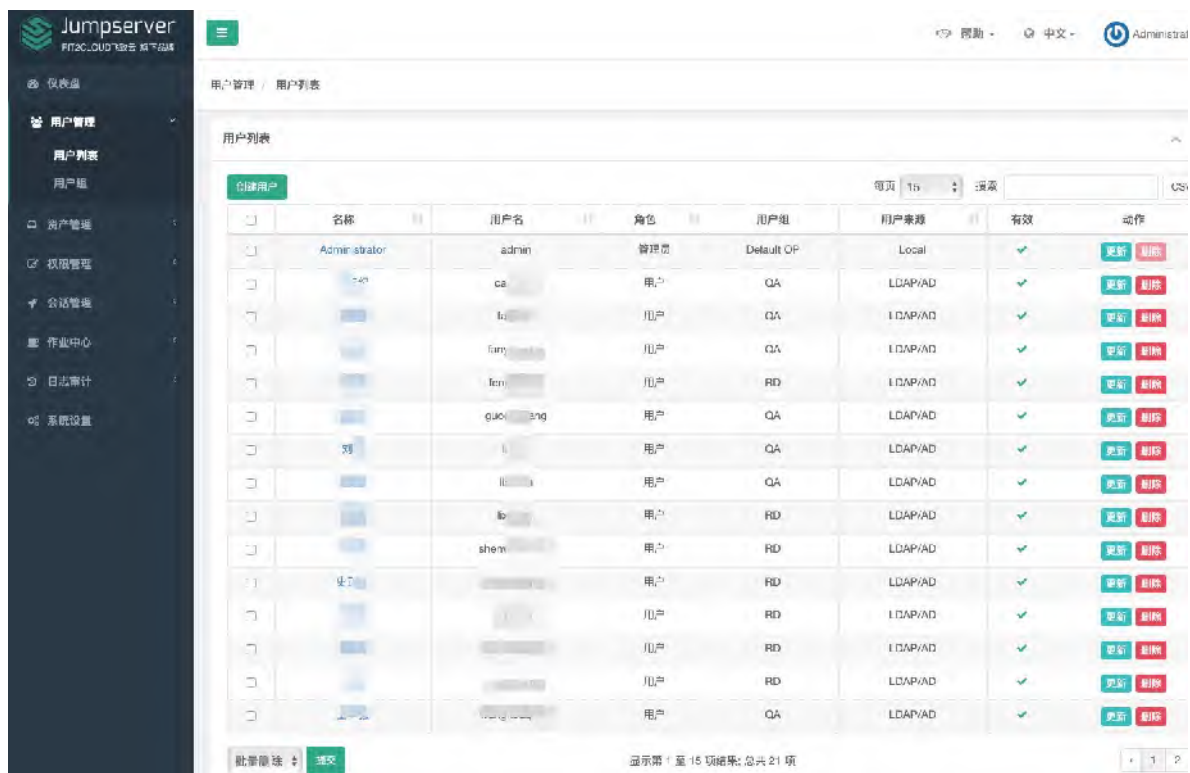 Jumpserver
FIT2CLOUD飞致云 旗下品牌
帮助
中文
Administrat
仪表盘
用户管理
用户列表
用户组
资产管理
权限管理
会话管理
作业中心
日志审计
系统设置
用户管理 / 用户列表
用户列表
创建用户
每页 15 搜索 CS
名称 用户名 角色 用户组 用户来源 有效 动作
Administrator admin 管理员 Default OP Local 更新 删除
ca 用户 QA LDAP/AD 更新 删除
用户 QA LDAP/AD 更新 删除
用户 QA LDAP/AD 更新 删除
用户 RD LDAP/AD 更新 删除
guo ang 用户 QA LDAP/AD 更新 删除
刘 用户 QA LDAP/AD 更新 删除
用户 QA LDAP/AD 更新 删除
用户 RD LDAP/AD 更新 删除
shen 用户 RD LDAP/AD 更新 删除
用户 RD LDAP/AD 更新 删除
用户 RD LDAP/AD 更新 删除
用户 RD LDAP/AD 更新 删除
用户 RD LDAP/AD 更新 删除
用户 QA LDAP/AD 更新 删除
批量删除 提交
显示第 1 至 15 项结果; 总共 21 项
‹ 1 2